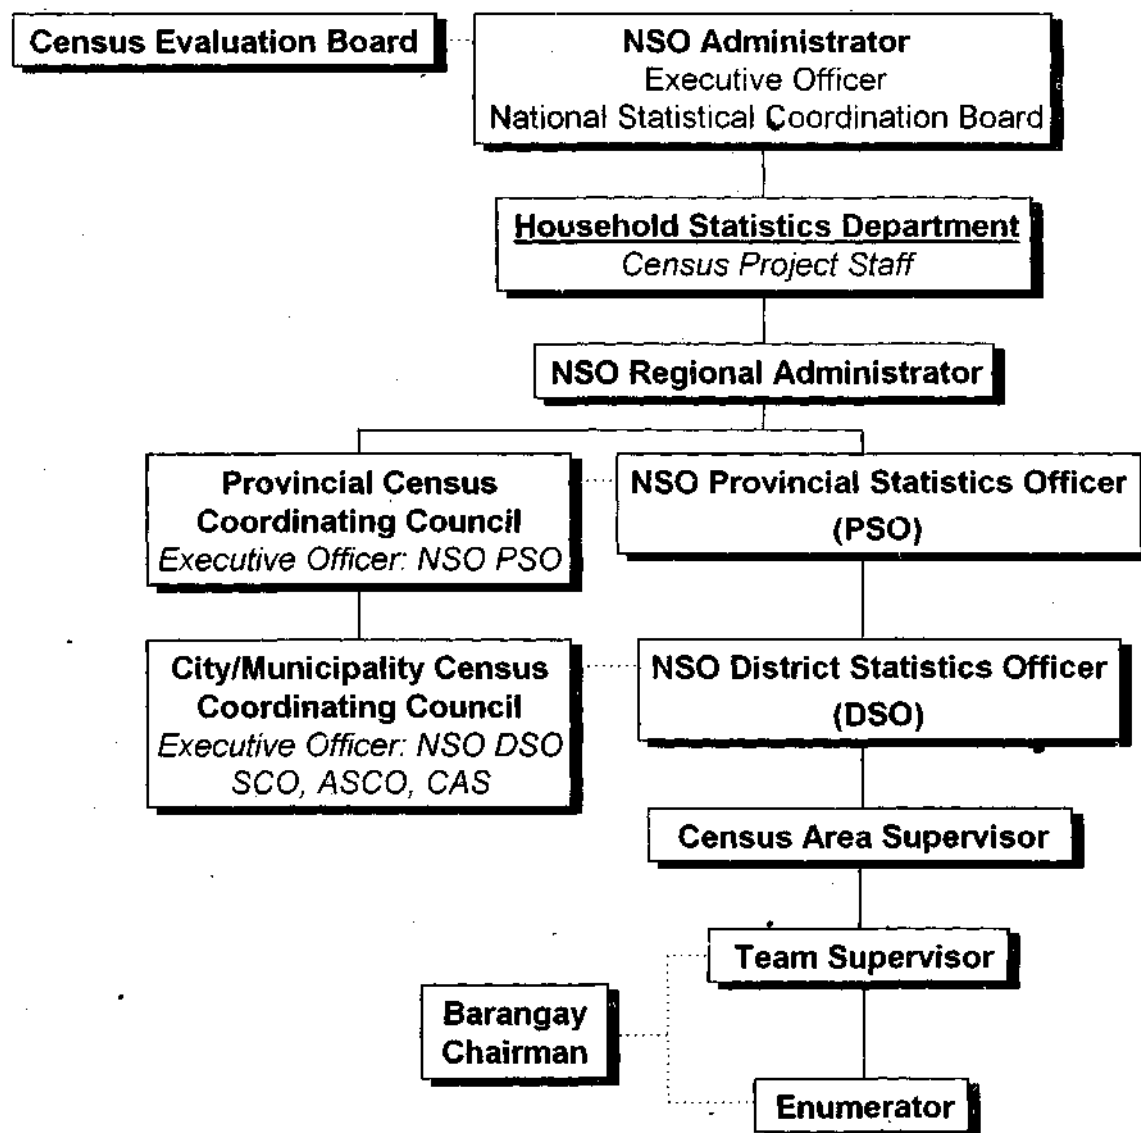 Census Evaluation Board
NSO Administrator
Executive Officer
National Statistical Coordination Board
Household Statistics Department
Census Project Staff
NSO Regional Administrator
Provincial Census
Coordinating Council
Executive Officer: NSO PSO
NSO Provincial Statistics Officer
(PSO)
City/Municipality Census
Coordinating Council
Executive Officer: NSO DSO
SCO, ASCO, CAS
NSO District Statistics Officer
(DSO)
Census Area Supervisor
Team Supervisor
Barangay
Chairman
Enumerator